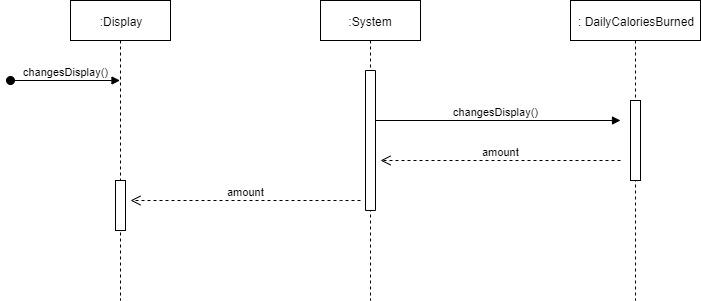 :Display
:System
: DailyCaloriesBurned
changesDisplay()
changesDisplay()
amount
amount